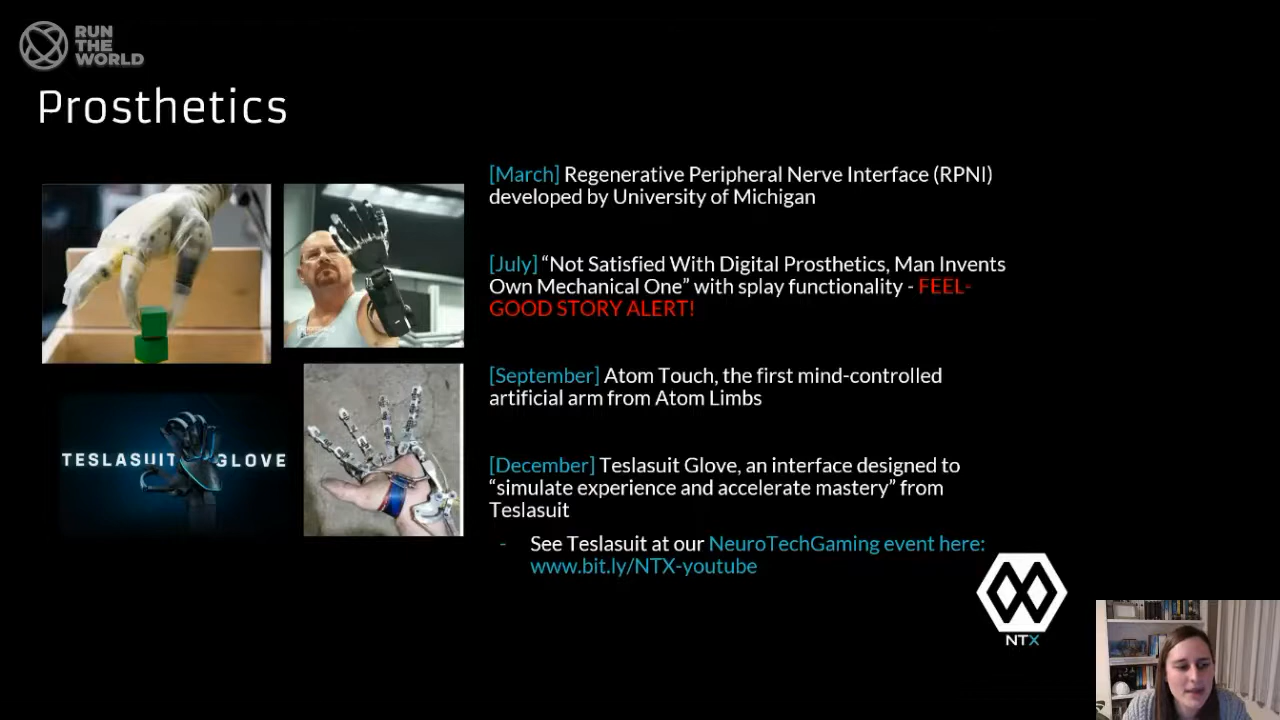 RUN
THE
WORLD
Prosthetics
[March] Regenerative Peripheral Nerve Interface (RPNI)
developed by University of Michigan
[July] “Not Satisfied With Digital Prosthetics, Man Invents
Own Mechanical One” with splay functionality - FEEL-
GOOD STORY ALERT!
[September] Atom Touch, the first mind-controlled
artificial arm from Atom Limbs
TESLASUIT GLOVE
[December] Teslasuit Glove, an interface designed to
“simulate experience and accelerate mastery” from
Teslasuit
- See Teslasuit at our NeuroTechGaming event here:
www.bit.ly/NTX-youtube
NTX